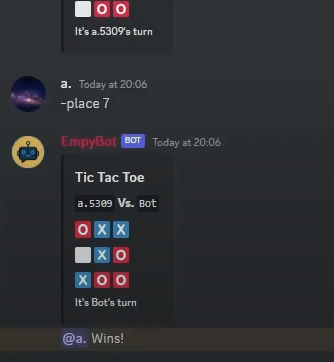 O O
It's a.5309's turn
a. Today at 20:06
-place 7
EmpyBot BOT Today at 20:06
Tic Tac Toe
a.5309 Vs. Bot
O X X
X O
X O O
It's Bot's turn
@a. Wins!